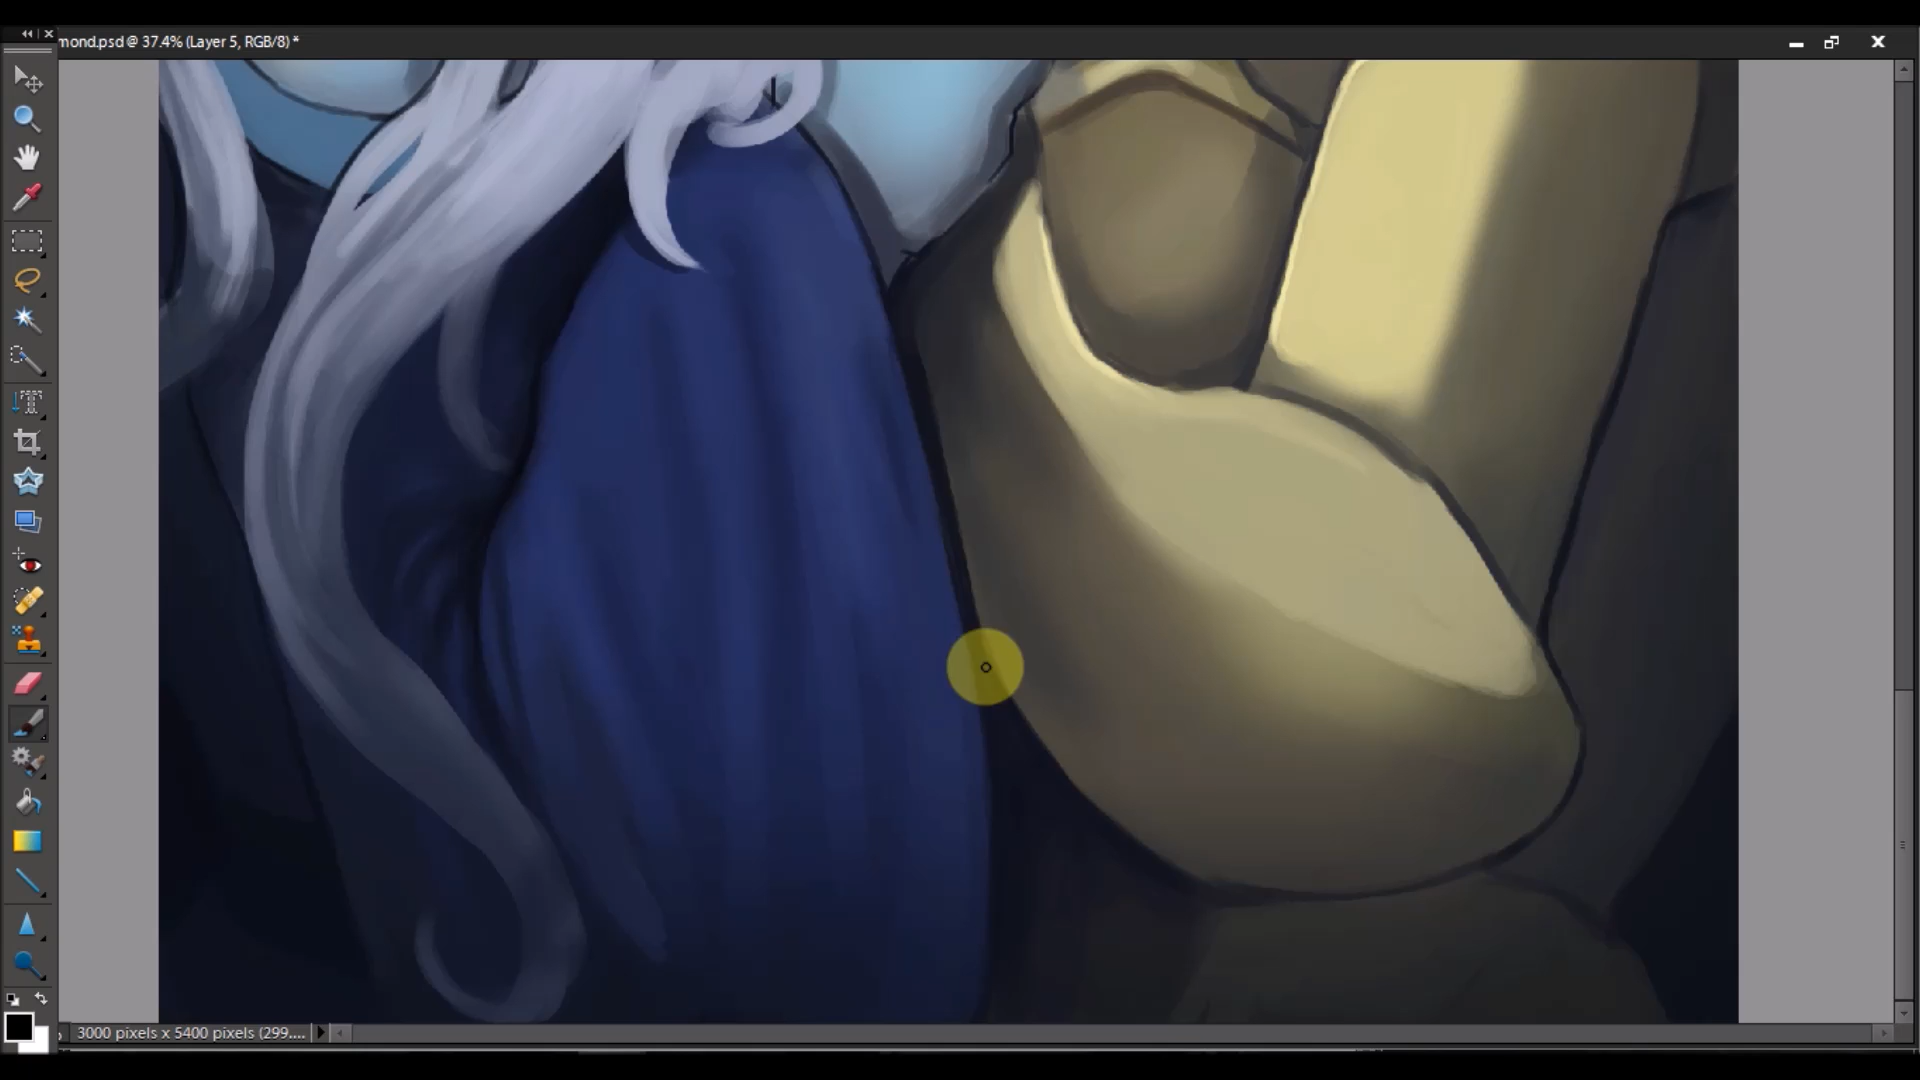 mond.psd @ 37.4% (Layer 5, RGB/8) *
3000 pixels x 5400 pixels (299....